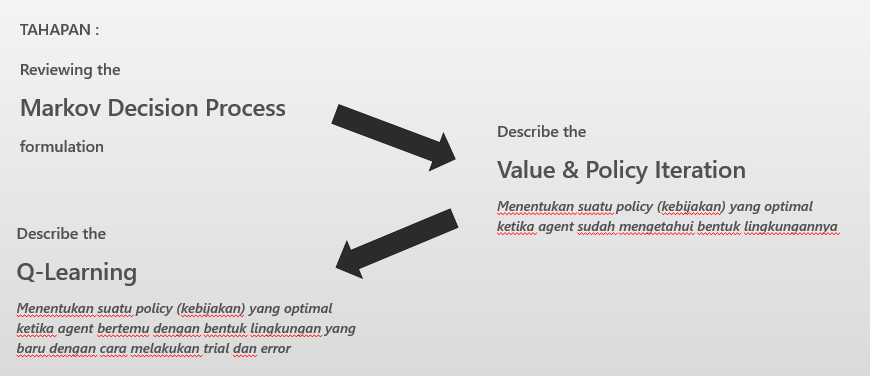 TAHAPAN :
Reviewing the
Markov Decision Process
formulation
Describe the
Value & Policy Iteration
Menentukan suatu policy (kebijakan) yang optimal
ketika agent sudah mengetahui bentuk lingkungannya
Describe the
Q-Learning
Menentukan suatu policy (kebijakan) yang optimal
ketika agent bertemu dengan bentuk lingkungan yang
baru dengan cara melakukan trial dan error